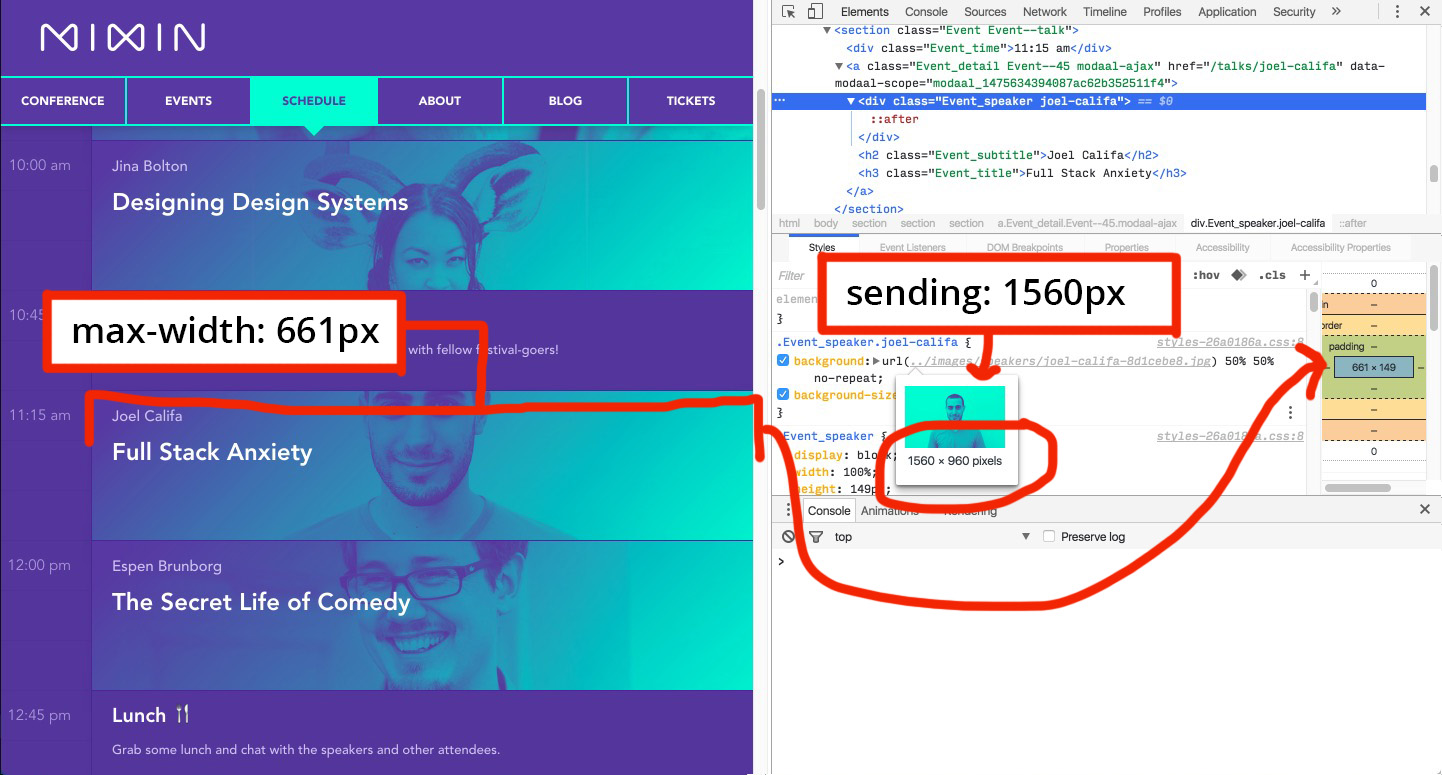 MIXIN
CONFERENCE
EVENTS
SCHEDULE
ABOUT
BLOG
TICKETS
10:00 am
Jina Bolton
Designing Design Systems
10:45
max-width: 661px
with fellow festival-goers!
11:15 am
Joel Califa
Full Stack Anxiety
12:00 pm
Espen Brunborg
The Secret Life of Comedy
12:45 pm
Lunch
Grab some lunch and chat with the speakers and other attendees.
Elements Console Sources Network Timeline Profiles Application Security »
▼<section class="Event Event--talk">
<div class="Event_time">11:15 am</div>
▼<a class="Event_detail Event--45 modaal-ajax" href="/talks/joel-califa" data-
modaal-scope="modaal_1475634394087ac62b352511f4">
… ▼<div class="Event_speaker joel-califa"> == $0
::after
</div>
<h2 class="Event_subtitle">Joel Califa</h2>
<h3 class="Event_title">Full Stack Anxiety</h3>
</a>
</section>
html body section section section a.Event_detail.Event--45.modaal-ajax div.Event_speaker.joel-califa ::after
Styles Event Listeners DOM Breakpoints Properties Accessibility Accessibility Properties
Filter :hov .cls +
sending: 1560px
elemen
}
.Event_speaker.joel-califa { styles-26a0186a.css:8
background:▶url(../images/speakers/joel-califa-8d1cebe8.jpg) 50% 50%
no-repeat;
background-size
}
1560 × 960 pixels
Event_speaker { styles-26a0186a.css:8
display: block;
width: 100%;
height: 149px;
0
in –
order –
padding –
– 661 × 149 –
–
–
–
0
Console Animations Rendering
top ▼ Preserve log
>